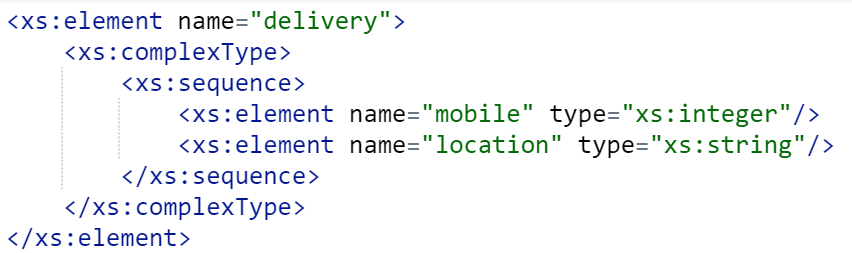 <xs:element name="delivery">
<xs:complexType>
<xs:sequence>
<xs:element name="mobile" type="xs:integer"/>
<xs:element name="location" type="xs:string"/>
</xs:sequence>
</xs:complexType>
</xs:element>